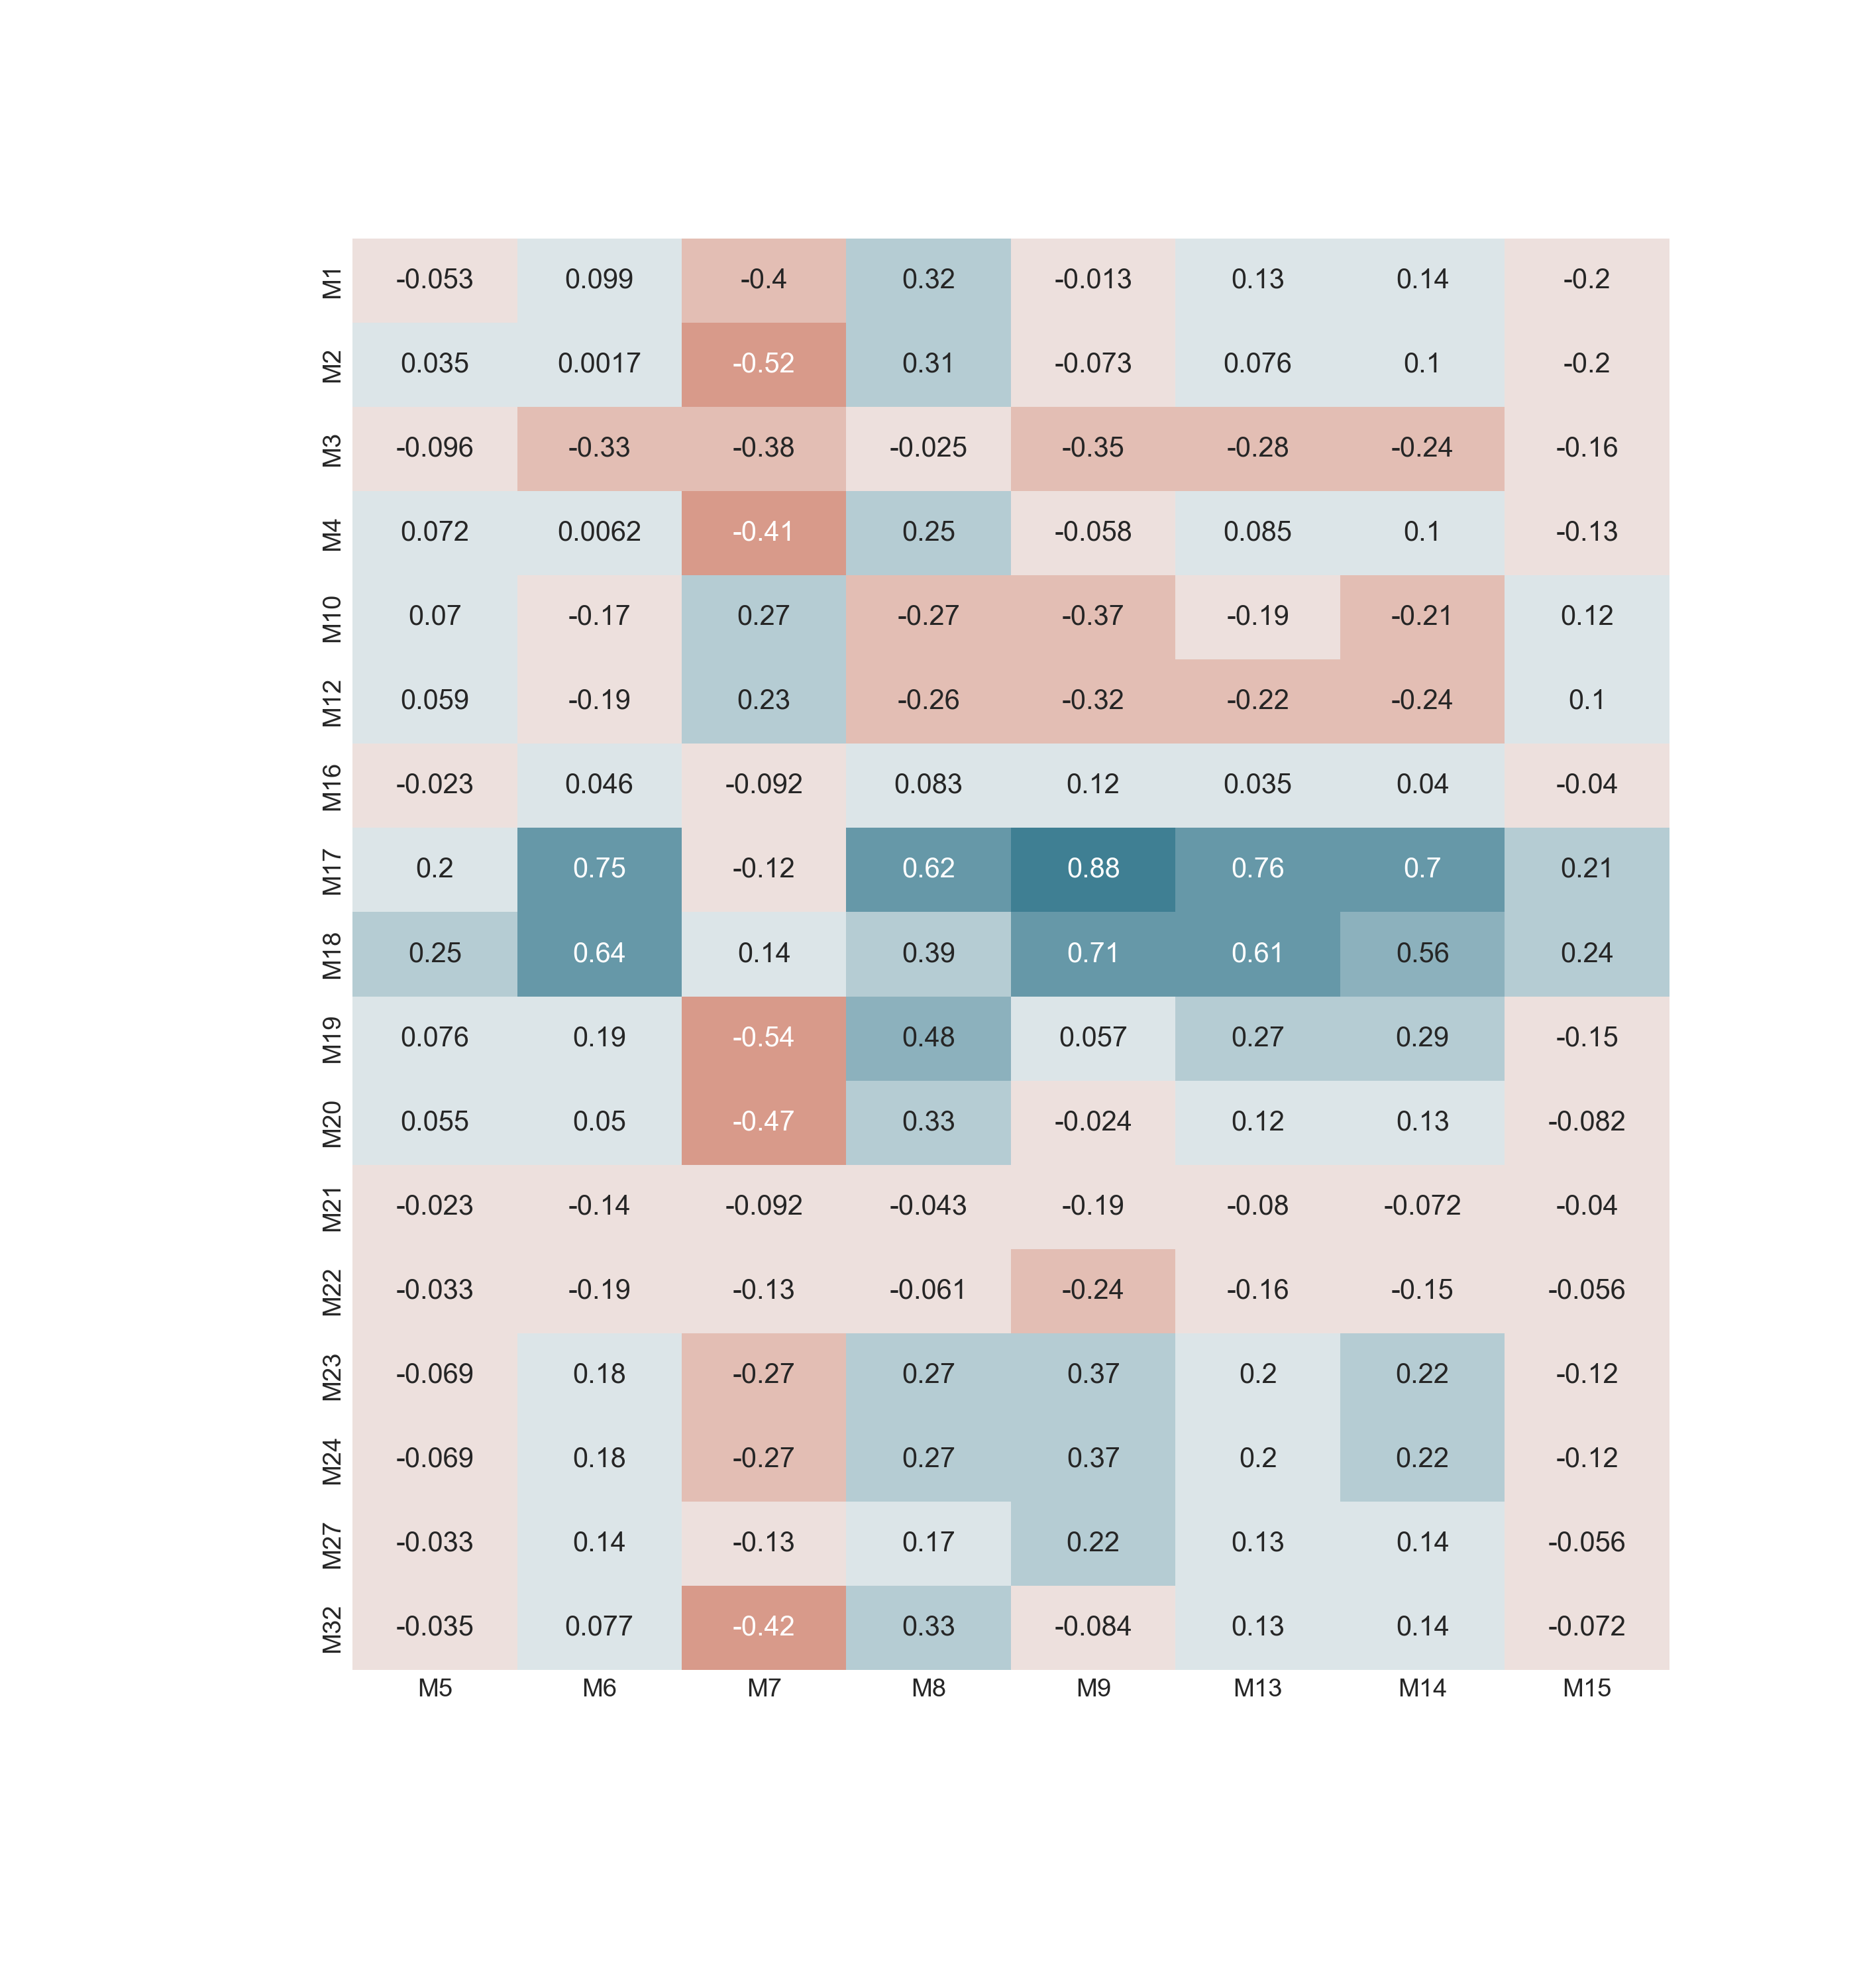 M1 -0.053 0.099 -0.4 0.32 -0.013 0.13 0.14 -0.2
M2 0.035 0.0017 -0.52 0.31 -0.073 0.076 0.1 -0.2
M3 -0.096 -0.33 -0.38 -0.025 -0.35 -0.28 -0.24 -0.16
M4 0.072 0.0062 -0.41 0.25 -0.058 0.085 0.1 -0.13
M10 0.07 -0.17 0.27 -0.27 -0.37 -0.19 -0.21 0.12
M12 0.059 -0.19 0.23 -0.26 -0.32 -0.22 -0.24 0.1
M16 -0.023 0.046 -0.092 0.083 0.12 0.035 0.04 -0.04
M17 0.2 0.75 -0.12 0.62 0.88 0.76 0.7 0.21
M18 0.25 0.64 0.14 0.39 0.71 0.61 0.56 0.24
M19 0.076 0.19 -0.54 0.48 0.057 0.27 0.29 -0.15
M20 0.055 0.05 -0.47 0.33 -0.024 0.12 0.13 -0.082
M21 -0.023 -0.14 -0.092 -0.043 -0.19 -0.08 -0.072 -0.04
M22 -0.033 -0.19 -0.13 -0.061 -0.24 -0.16 -0.15 -0.056
M23 -0.069 0.18 -0.27 0.27 0.37 0.2 0.22 -0.12
M24 -0.069 0.18 -0.27 0.27 0.37 0.2 0.22 -0.12
M27 -0.033 0.14 -0.13 0.17 0.22 0.13 0.14 -0.056
M32 -0.035 0.077 -0.42 0.33 -0.084 0.13 0.14 -0.072
M5 M6 M7 M8 M9 M13 M14 M15